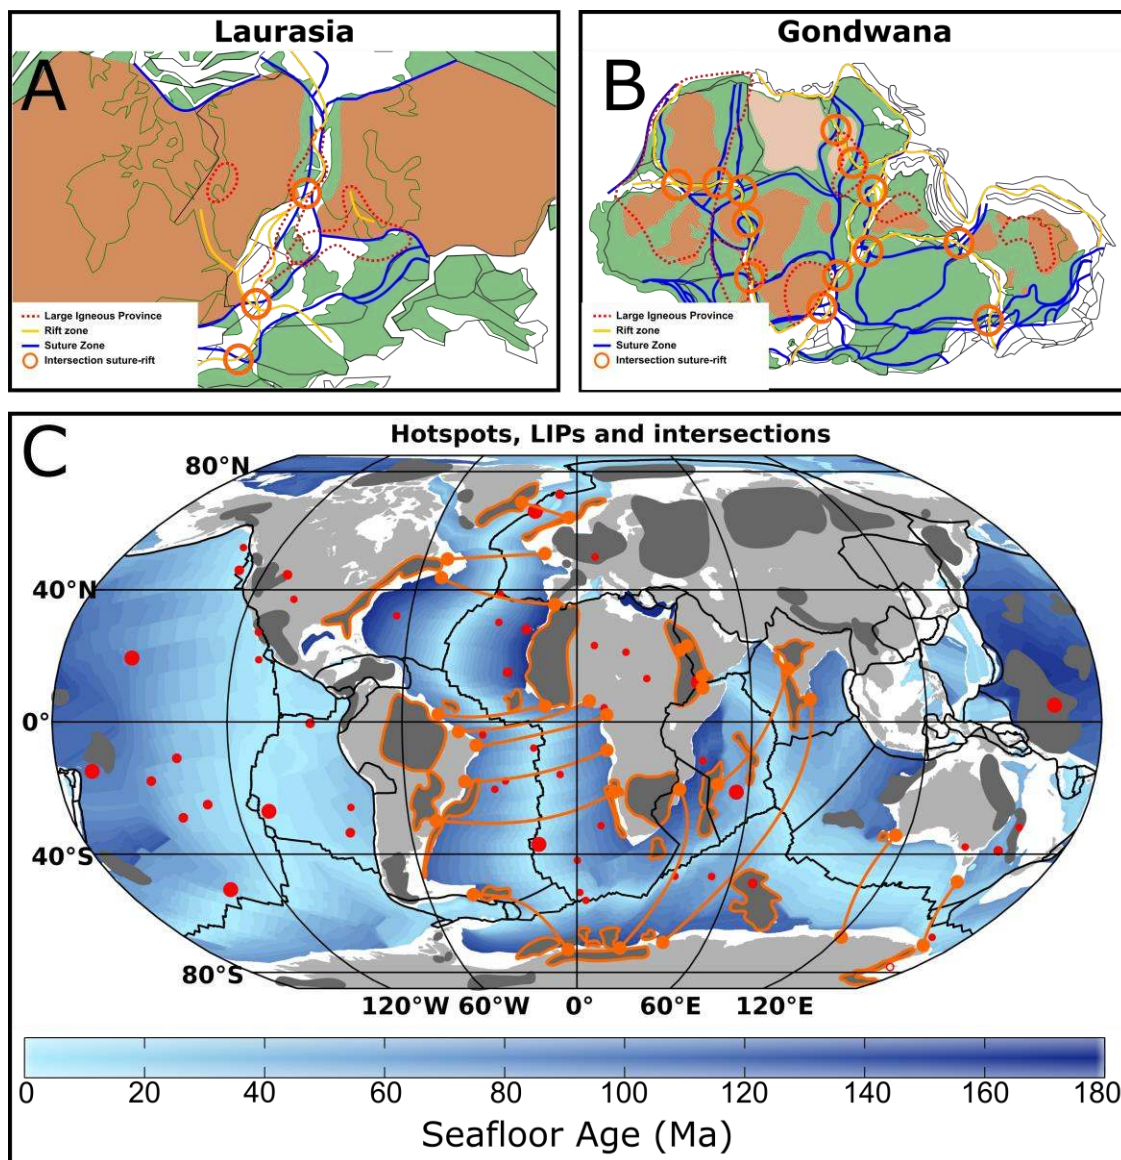 Laurasia
A
Large Igneous Province
Rift zone
Suture Zone
Intersection suture-rift
Gondwana
B
Large Igneous Province
Rift zone
Suture Zone
Intersection suture-rift
C
Hotspots, LIPs and intersections
80°N
40°N
0°
40°S
80°S
120°W 60°W 0° 60°E 120°E
0 20 40 60 80 100 120 140 160 180
Seafloor Age (Ma)